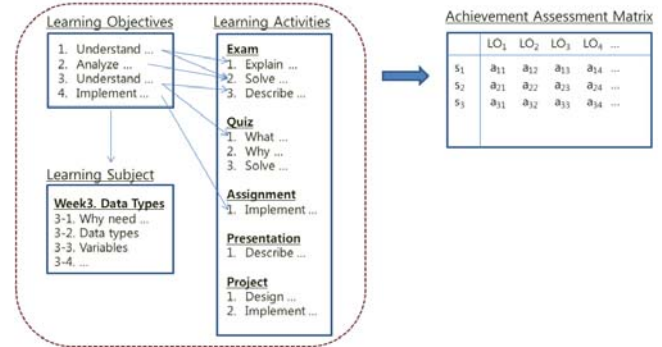 Learning Objectives
1. Understand ...
2. Analyze ...
3. Understand ...
4. Implement ...
Learning Subject
Week3. Data Types
3-1. Why need ...
3-2. Data types
3-3. Variables
3-4. ...
Learning Activities
Exam
1. Explain ...
2. Solve ...
3. Describe ...
Quiz
1. What ...
2. Why ...
3. Solve ...
Assignment
1. Implement ...
Presentation
1. Describe ...
Project
1. Design ...
2. Implement ...
Achievement Assessment Matrix
LO₁ LO₂ LO₃ LO₄ ...
s₁ a₁₁ a₁₂ a₁₃ a₁₄ ...
s₂ a₂₁ a₂₂ a₂₃ a₂₄ ...
s₃ a₃₁ a₃₂ a₃₃ a₃₄ ...